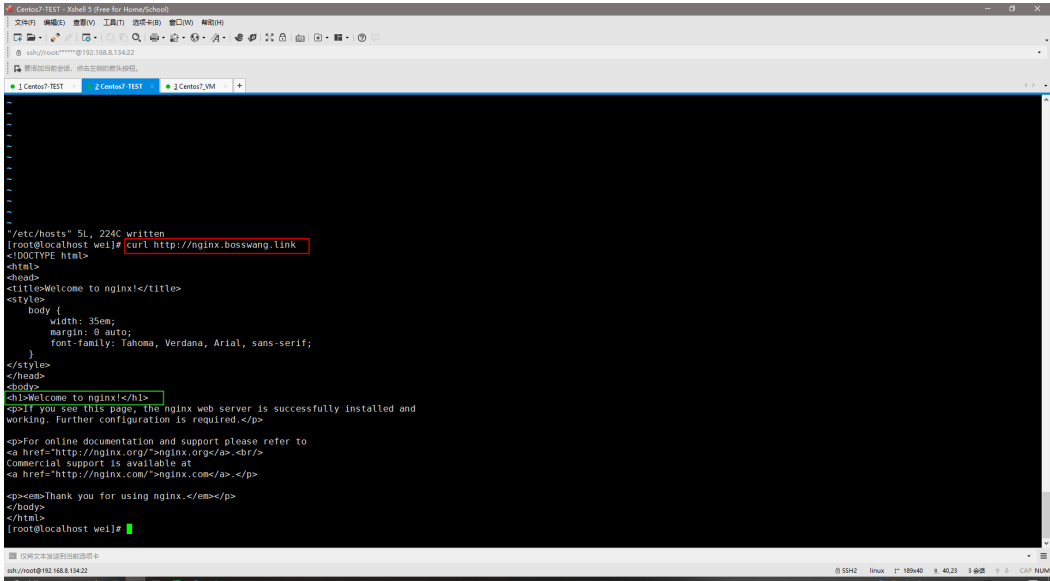 Centos7-TEST - Xshell 5 (Free for Home/School)
文件(F) 编辑(E) 查看(V) 工具(T) 选项卡(B) 窗口(W) 帮助(H)
ssh://root:******@192.168.8.134:22
要添加当前会话，点击左侧的箭头按钮。
1 Centos7-TEST 2 Centos7-TEST 3 Centos7_VM +
~
~
~
~
~
~
~
~
~
~
~
~
"/etc/hosts" 5L, 224C written
[root@localhost wei]# curl http://nginx.bosswang.link
<!DOCTYPE html>
<html>
<head>
<title>Welcome to nginx!</title>
<style>
    body {
        width: 35em;
        margin: 0 auto;
        font-family: Tahoma, Verdana, Arial, sans-serif;
    }
</style>
</head>
<body>
<h1>Welcome to nginx!</h1>
<p>If you see this page, the nginx web server is successfully installed and
working. Further configuration is required.</p>

<p>For online documentation and support please refer to
<a href="http://nginx.org/">nginx.org</a>.<br/>
Commercial support is available at
<a href="http://nginx.com/">nginx.com</a>.</p>

<p><em>Thank you for using nginx.</em></p>
</body>
</html>
[root@localhost wei]#
仅将文本发送到当前选项卡
ssh://root@192.168.8.134:22 SSH2 linux 189x40 40,23 3 会话 CAP NUM